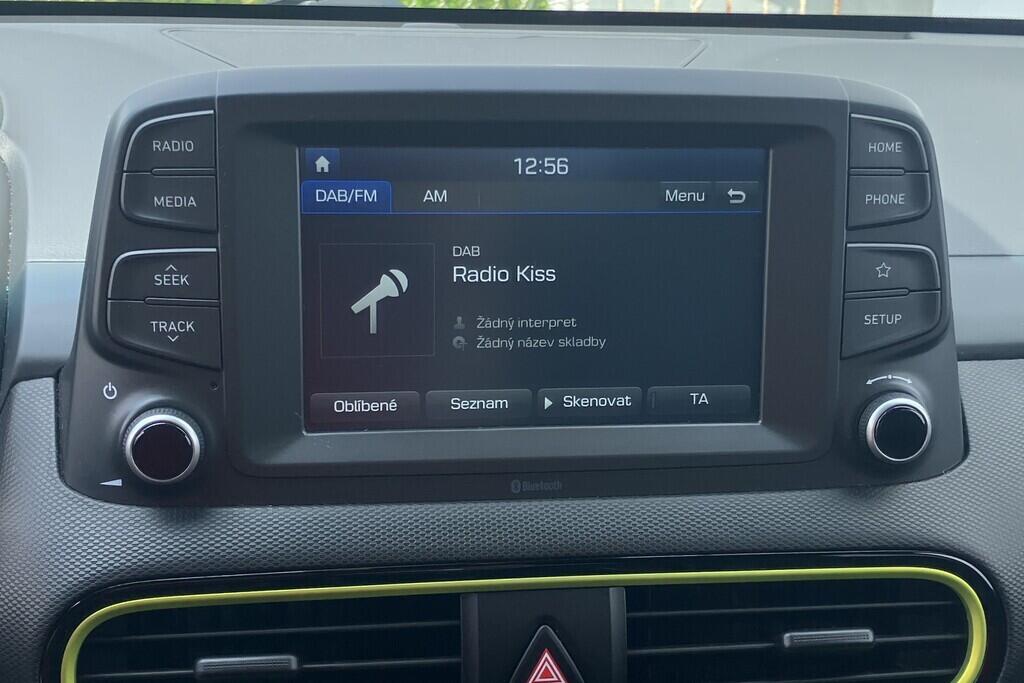 RADIO
MEDIA
SEEK
TRACK
12:56
DAB/FM
AM
Menu
DAB
Radio Kiss
Žádný interpret
Žádný název skladby
Oblíbené
Seznam
Skenovat
TA
HOME
PHONE
SETUP
Bluetooth